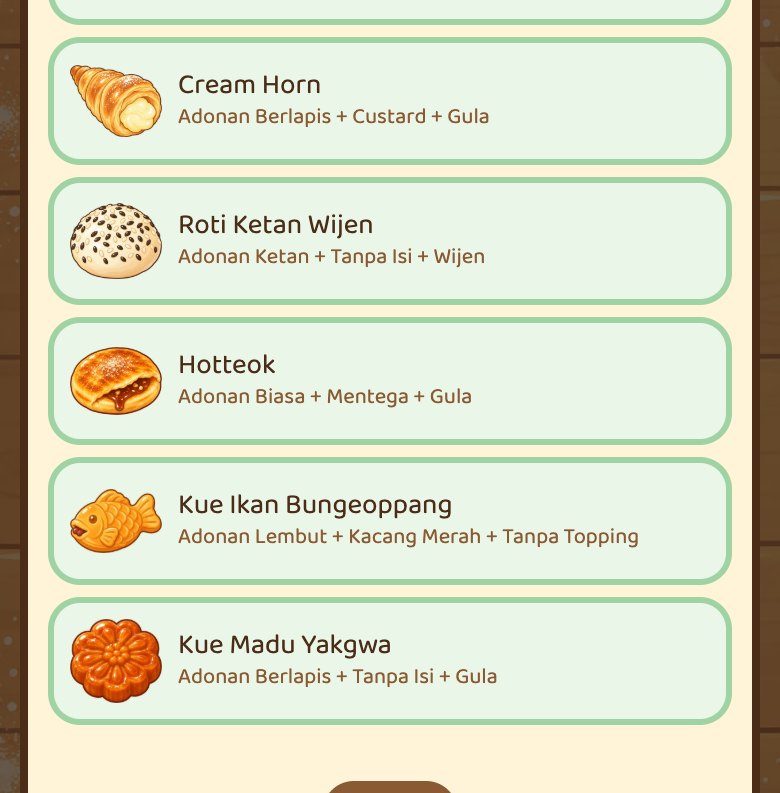 Cream Horn
Adonan Berlapis + Custard + Gula
Roti Ketan Wijen
Adonan Ketan + Tanpa Isi + Wijen
Hotteok
Adonan Biasa + Mentega + Gula
Kue Ikan Bungeoppang
Adonan Lembut + Kacang Merah + Tanpa Topping
Kue Madu Yakgwa
Adonan Berlapis + Tanpa Isi + Gula